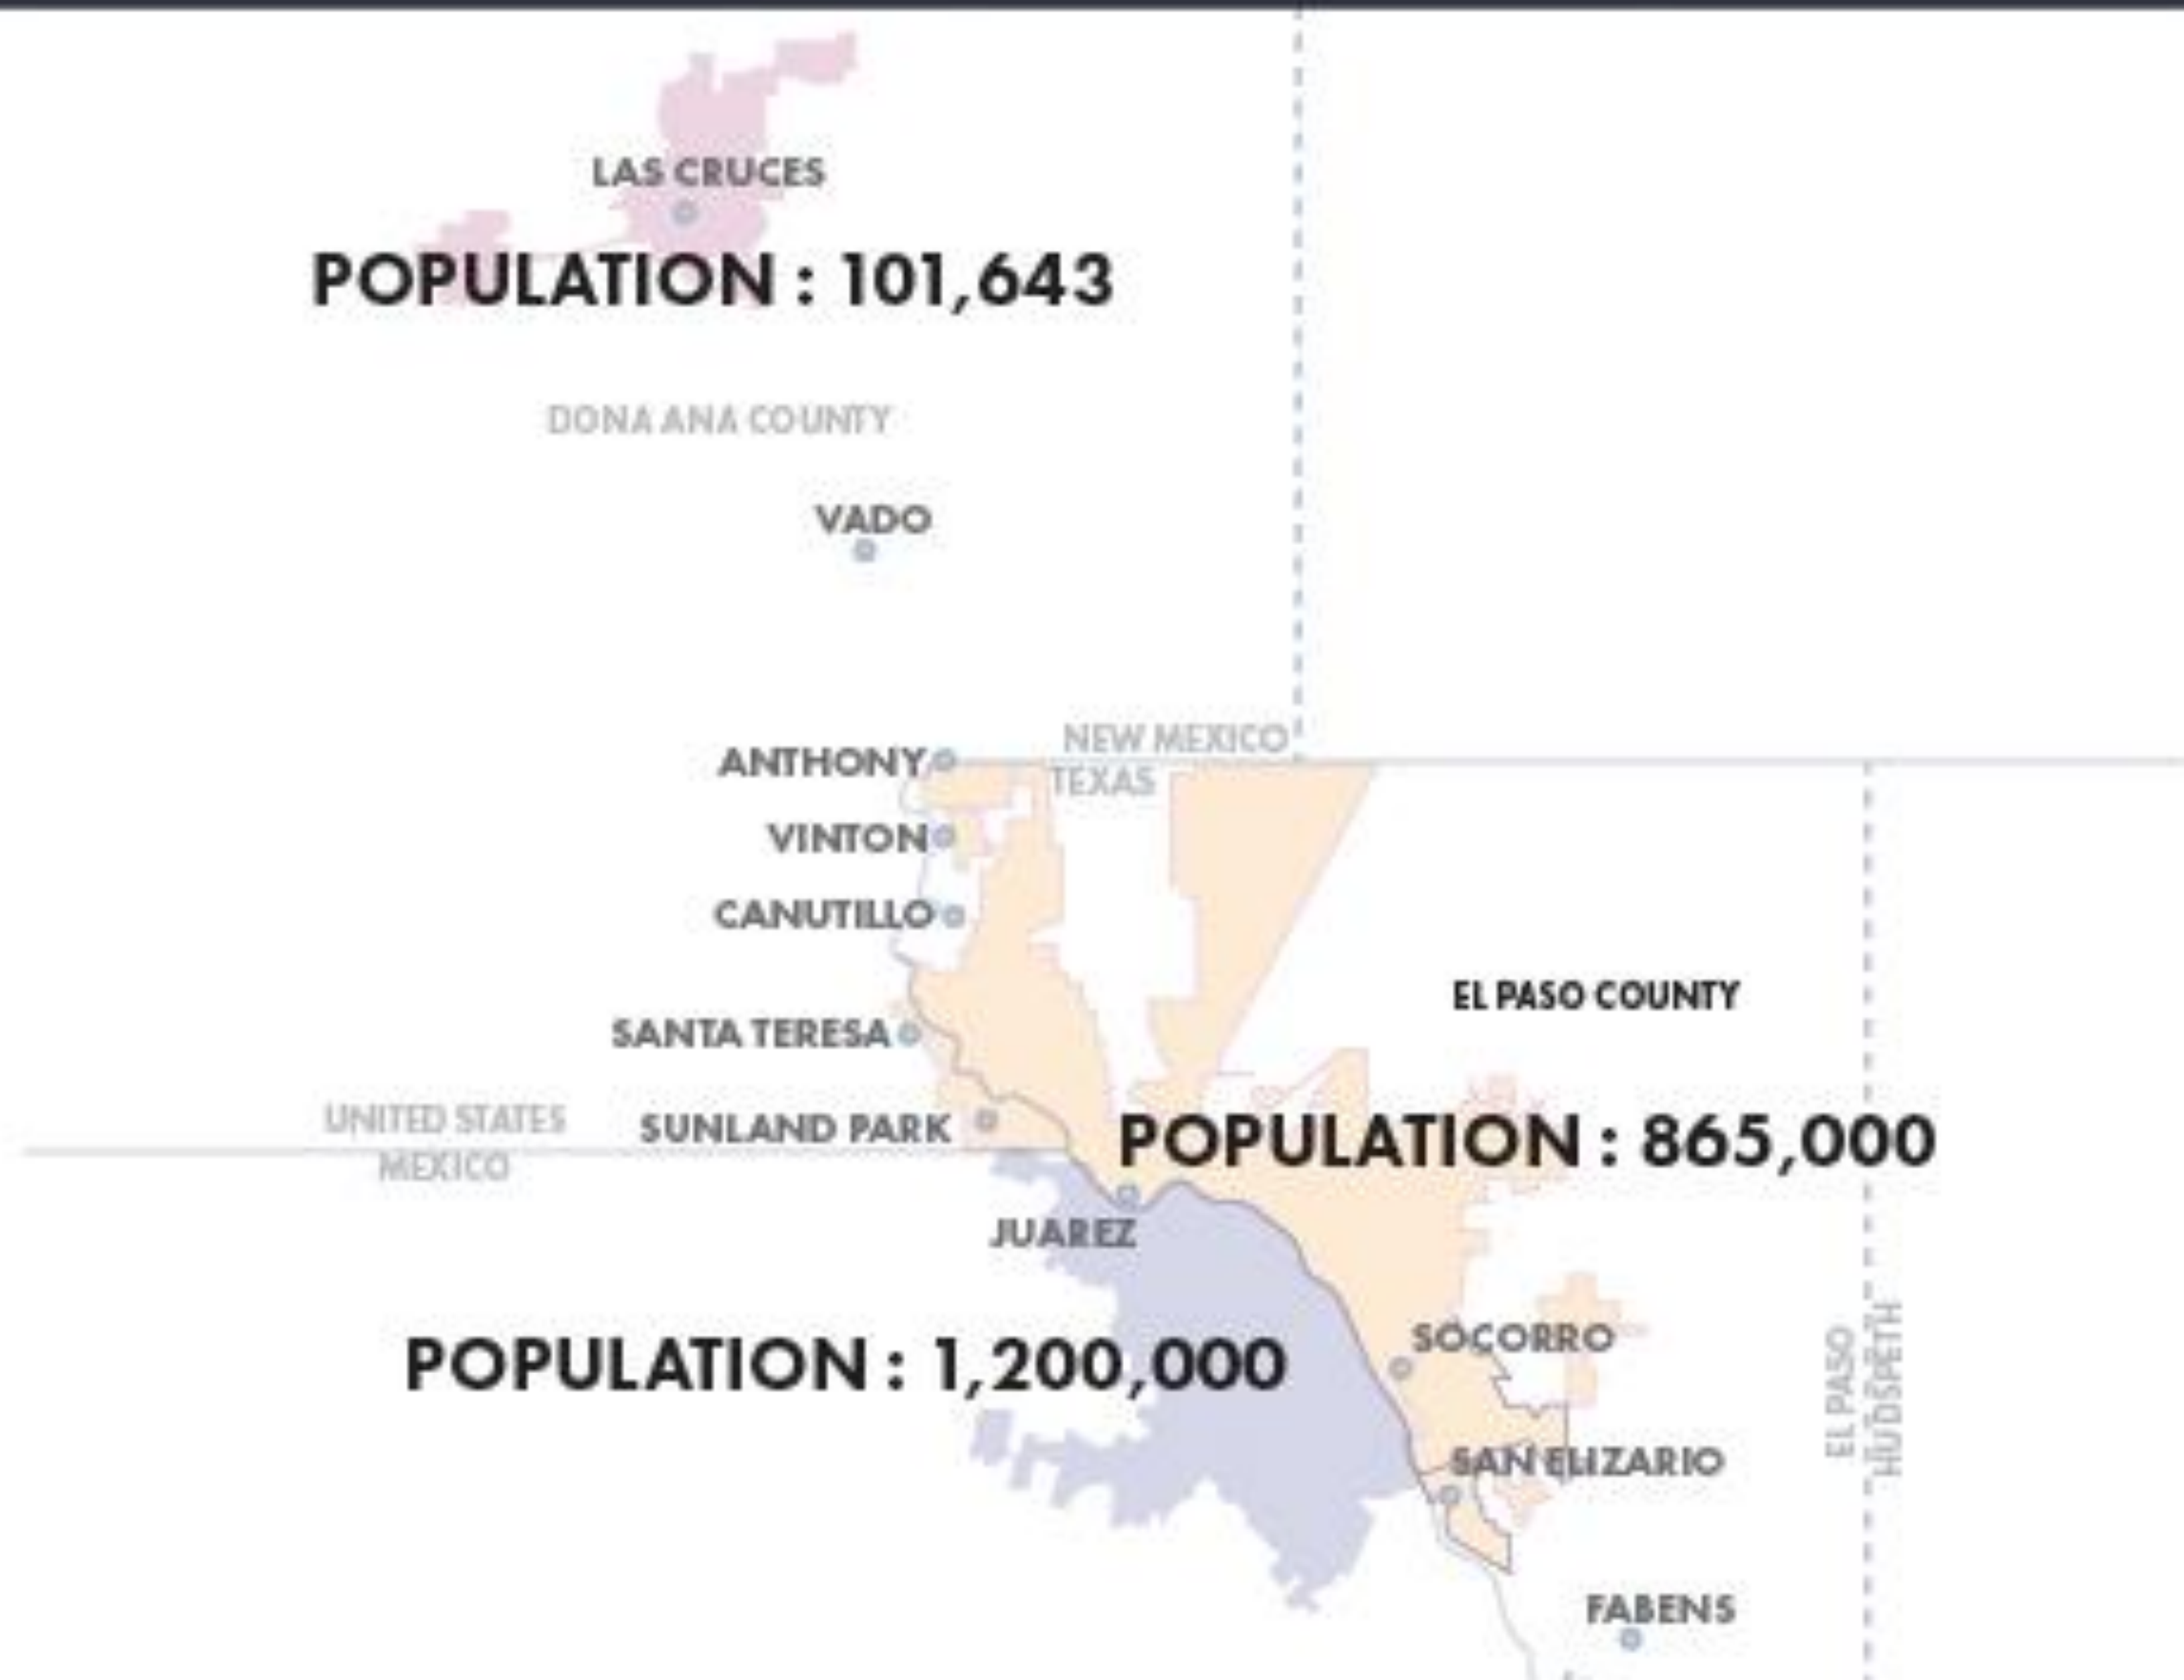 LAS CRUCES
POPULATION : 101,643
DONA ANA COUNTY
VADO
NEW MEXICO
ANTHONY
TEXAS
VINTON
CANUTILLO
EL PASO COUNTY
SANTA TERESA
UNITED STATES
SUNLAND PARK
POPULATION : 865,000
MEXICO
JUAREZ
POPULATION : 1,200,000
SOCORRO
EL PASO
HUDSPETH
SAN ELIZARIO
FABENS